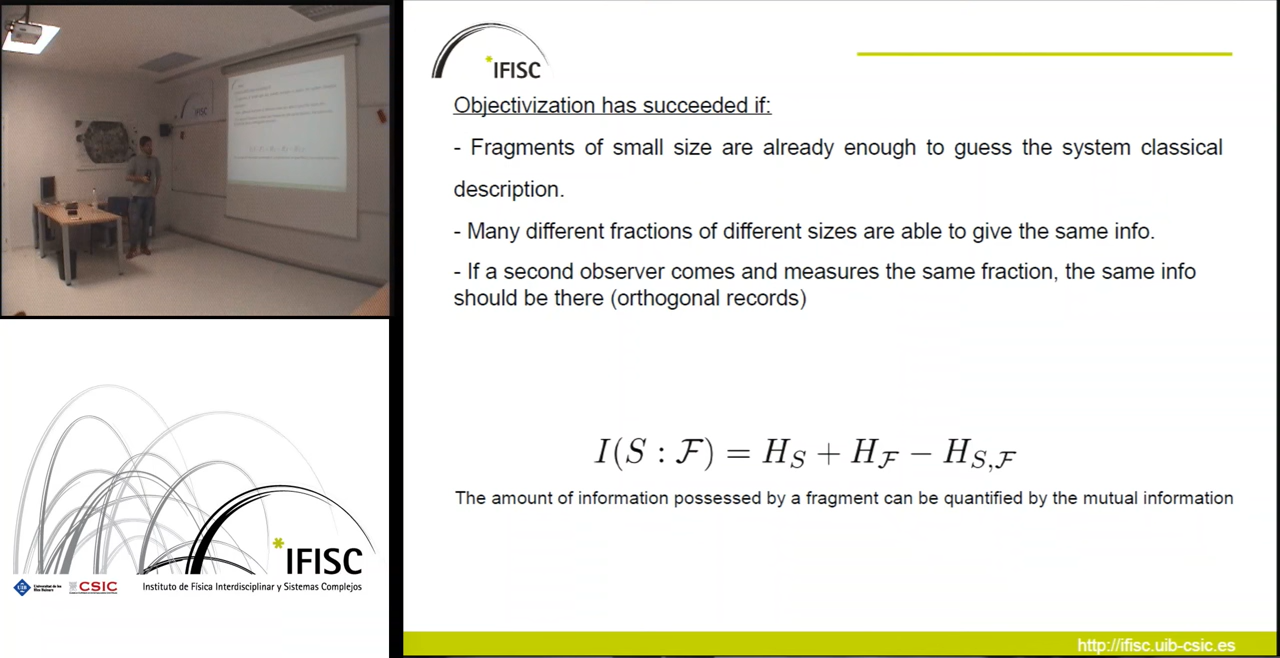 *IFISC
Objectivization has succeeded if:
- Fragments of small size are already enough to guess the system classical
description.
- Many different fractions of different sizes are able to give the same info.
- If a second observer comes and measures the same fraction, the same info
should be there (orthogonal records)
I(S : ℱ) = H_S + H_ℱ − H_{S,ℱ}
The amount of information possessed by a fragment can be quantified by the mutual information
http://ifisc.uib-csic.es
*IFISC
CSIC
Instituto de Física Interdisciplinar y Sistemas Complejos